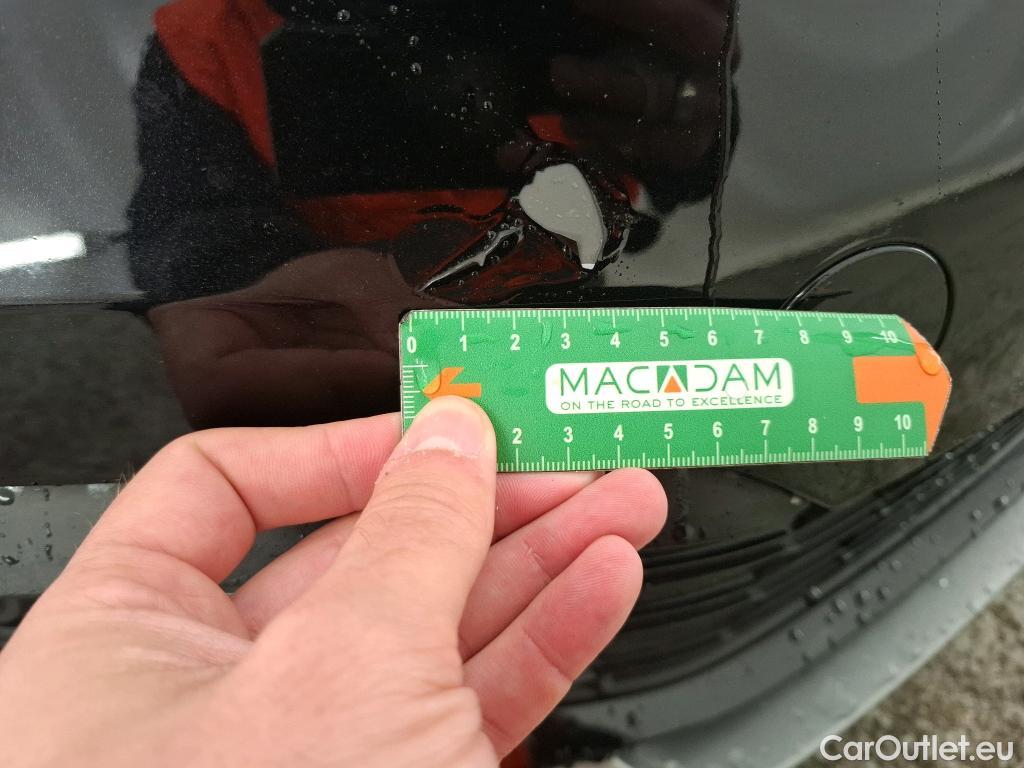 0 1 2 3 4 5 6 7 8 9 10
MACADAM
ON THE ROAD TO EXCELLENCE
2 3 4 5 6 7 8 9 10
CarOutlet.eu